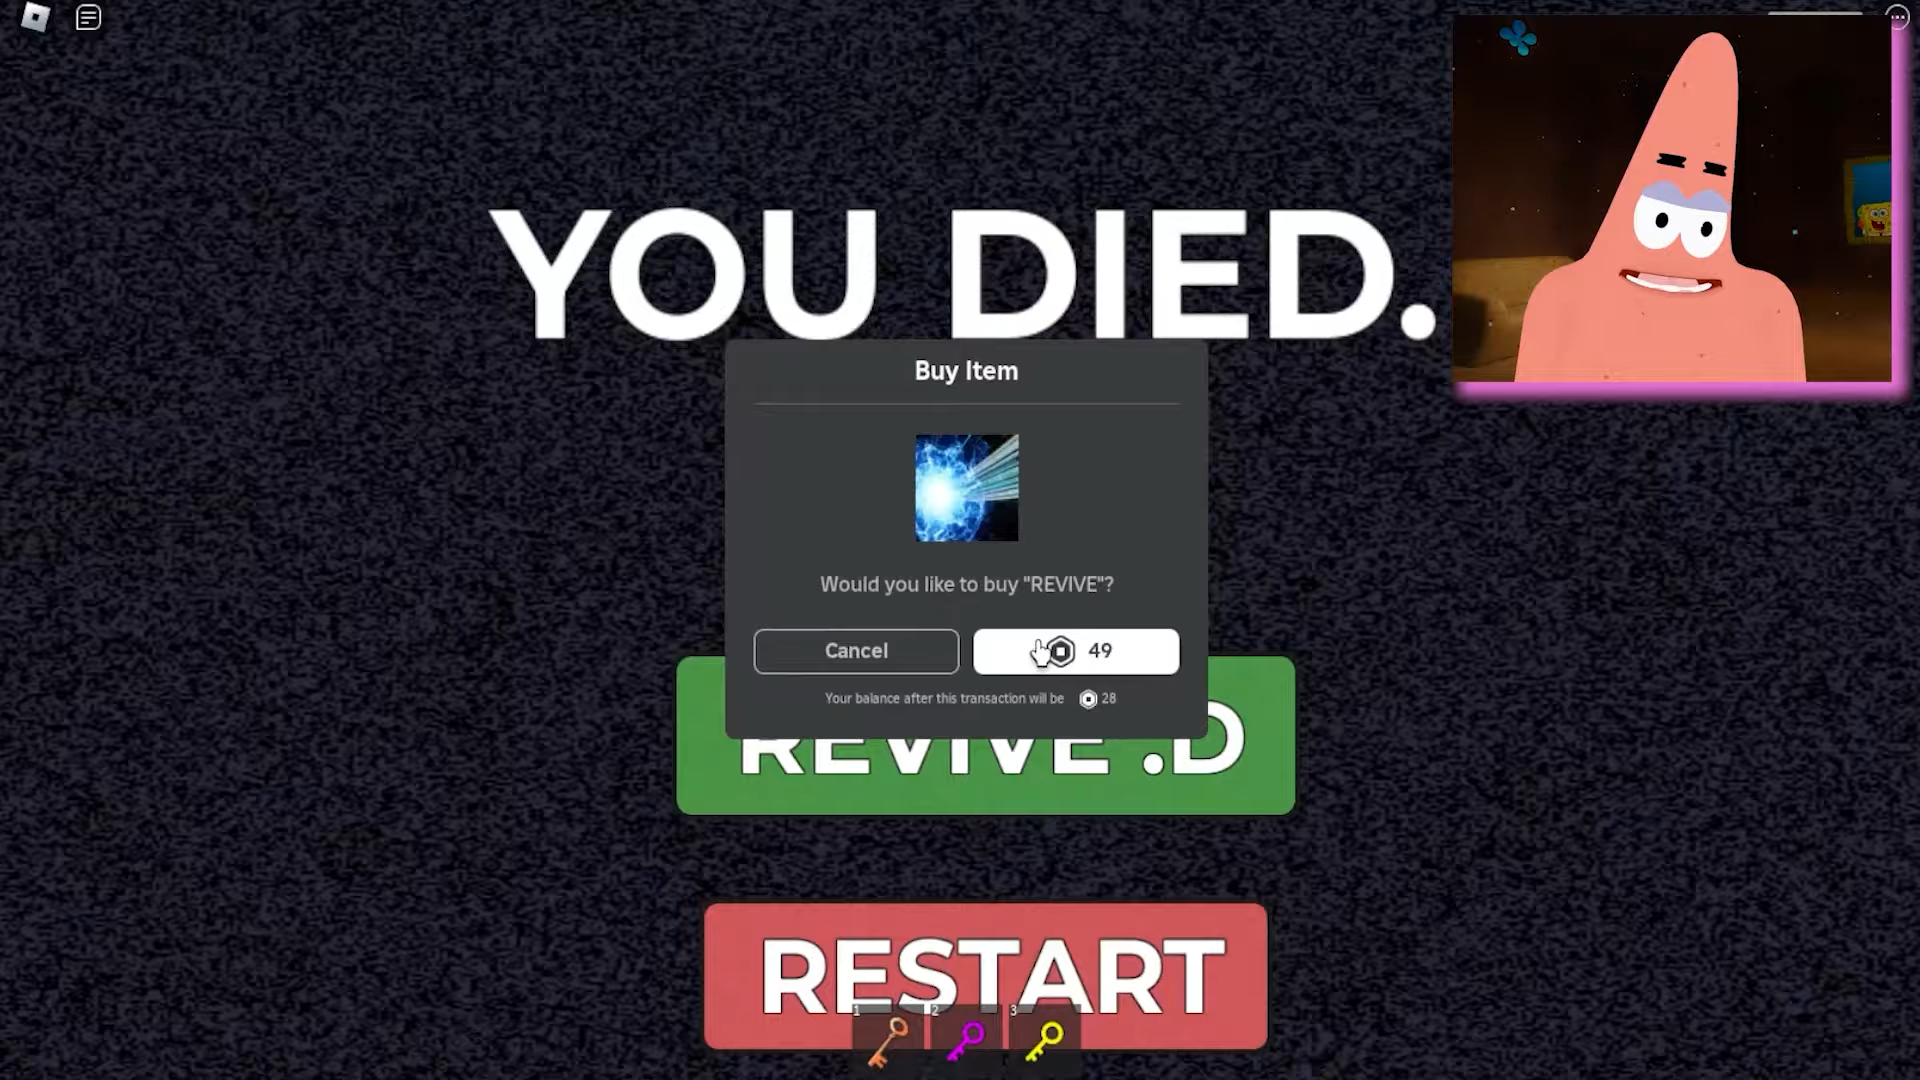 YOU DIED.
Buy Item
Would you like to buy "REVIVE"?
Cancel
49
Your balance after this transaction will be 28
REVIVE :D
RESTART
1 2 3